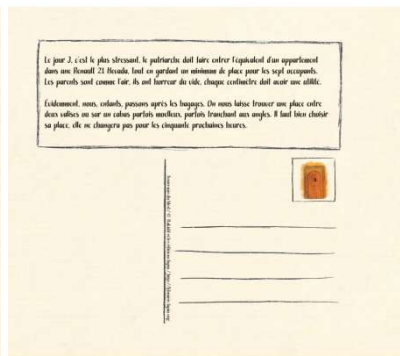 Le jour J, c'est le plus stressant, le patriarche doit faire entrer l'équivalent d'un appartement
dans une Renault 21 Nevada, tout en gardant un minimum de place pour les sept occupants.
Les parents sont comme l'air, ils ont horreur du vide, chaque centimètre doit avoir une utilité.
Évidemment, nous, enfants, passons après les bagages. On nous laisse trouver une place entre
deux valises ou sur un cabas parfois moelleux, parfois tranchant aux angles. Il faut bien choisir
sa place, elle ne changera pas pour les cinquante prochaines heures.